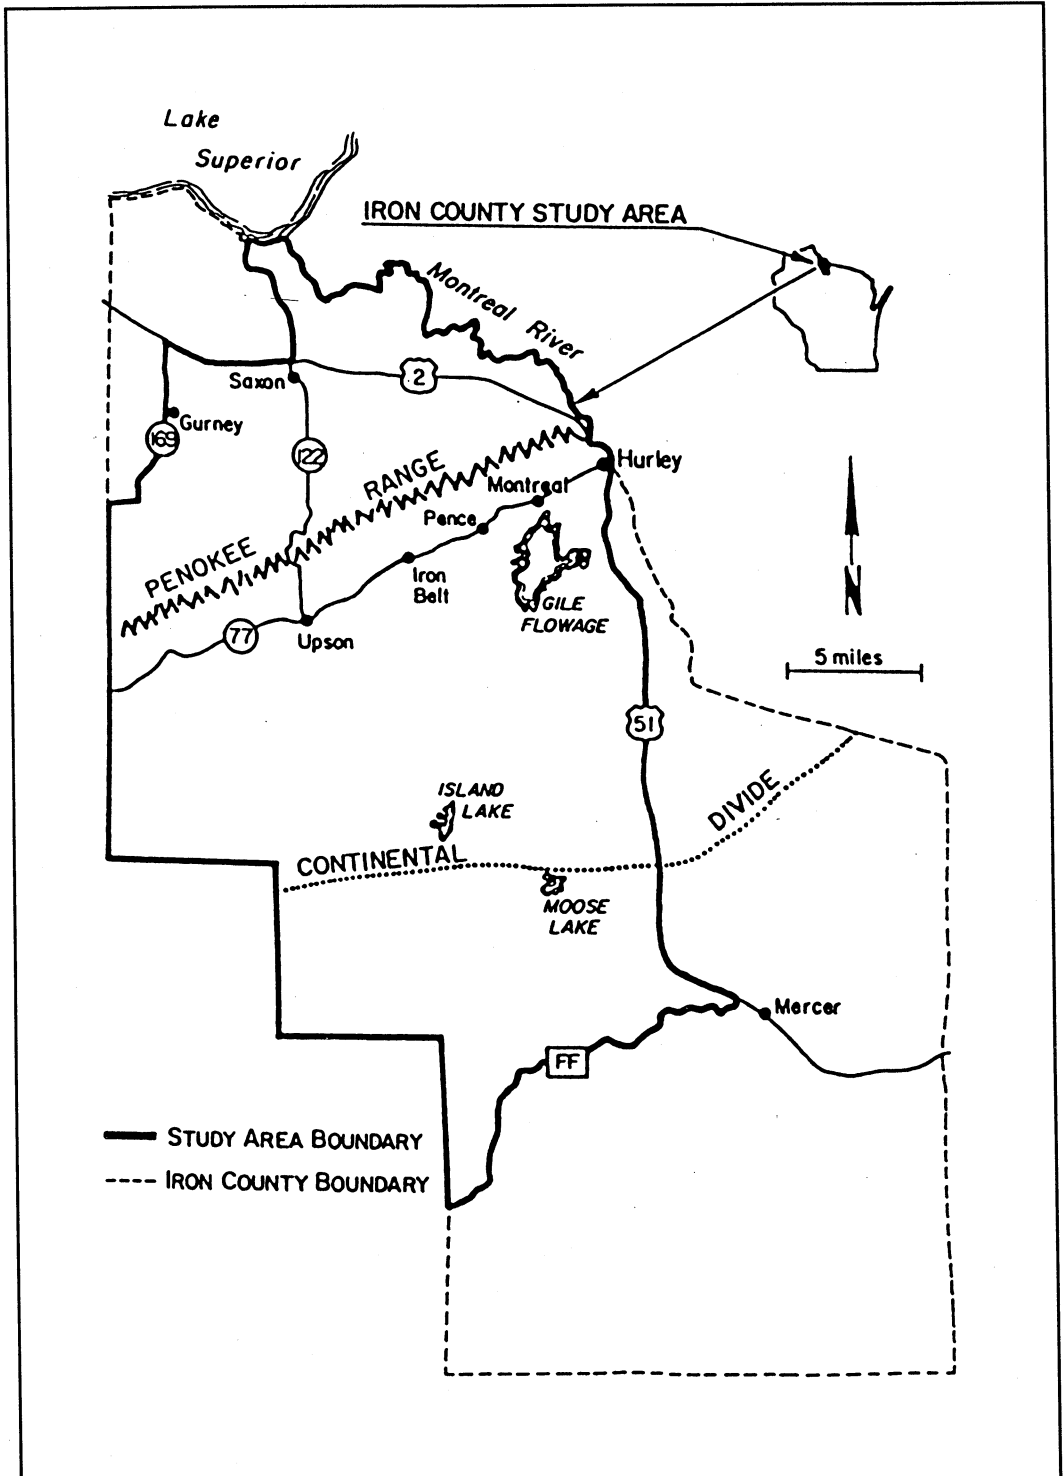 Lake
Superior
IRON COUNTY STUDY AREA
Montreal River
2
Saxon
Gurney
169
122
Hurley
PENOKEE RANGE
Montreal
Pence
Iron
Belt
GILE
FLOWAGE
77
Upson
N
5 miles
51
ISLAND
LAKE
CONTINENTAL DIVIDE
MOOSE
LAKE
Mercer
FF
STUDY AREA BOUNDARY
IRON COUNTY BOUNDARY